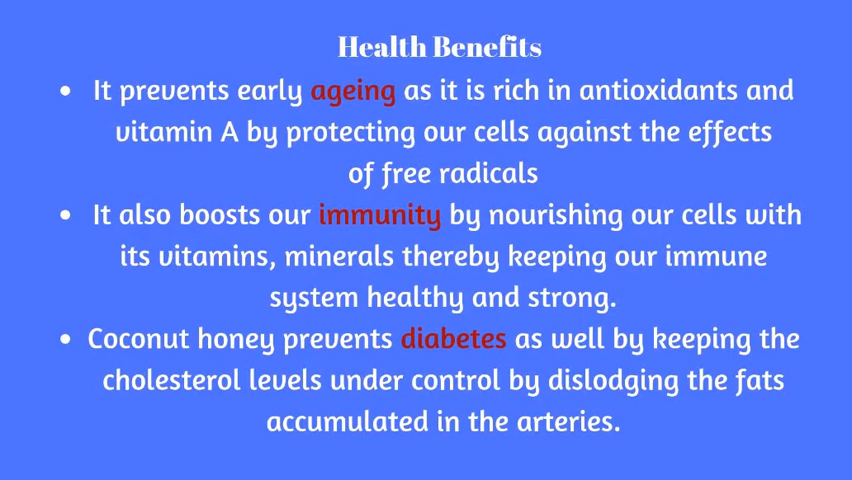 Health Benefits
• It prevents early ageing as it is rich in antioxidants and
vitamin A by protecting our cells against the effects
of free radicals
• It also boosts our immunity by nourishing our cells with
its vitamins, minerals thereby keeping our immune
system healthy and strong.
• Coconut honey prevents diabetes as well by keeping the
cholesterol levels under control by dislodging the fats
accumulated in the arteries.